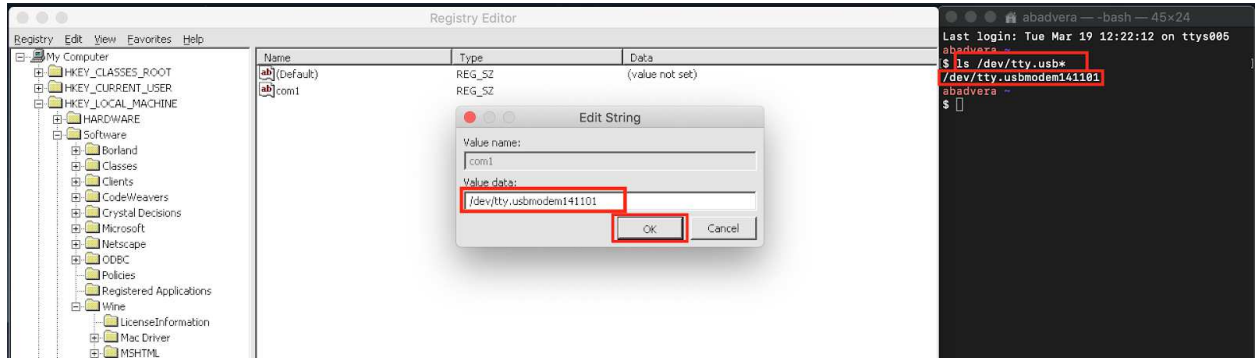 Registry Editor
Registry Edit View Favorites Help
My Computer
HKEY_CLASSES_ROOT
HKEY_CURRENT_USER
HKEY_LOCAL_MACHINE
HARDWARE
Software
Borland
Classes
Clients
CodeWeavers
Crystal Decisions
Microsoft
Netscape
ODBC
Policies
Registered Applications
Wine
LicenseInformation
Mac Driver
MSHTML
Name Type Data
ab (Default) REG_SZ (value not set)
ab com1 REG_SZ
Edit String
Value name:
com1
Value data:
/dev/tty.usbmodem141101
OK Cancel
abadvera — -bash — 45×24
Last login: Tue Mar 19 12:22:12 on ttys005
abadvera ~
$ ls /dev/tty.usb*
/dev/tty.usbmodem141101
abadvera ~
$